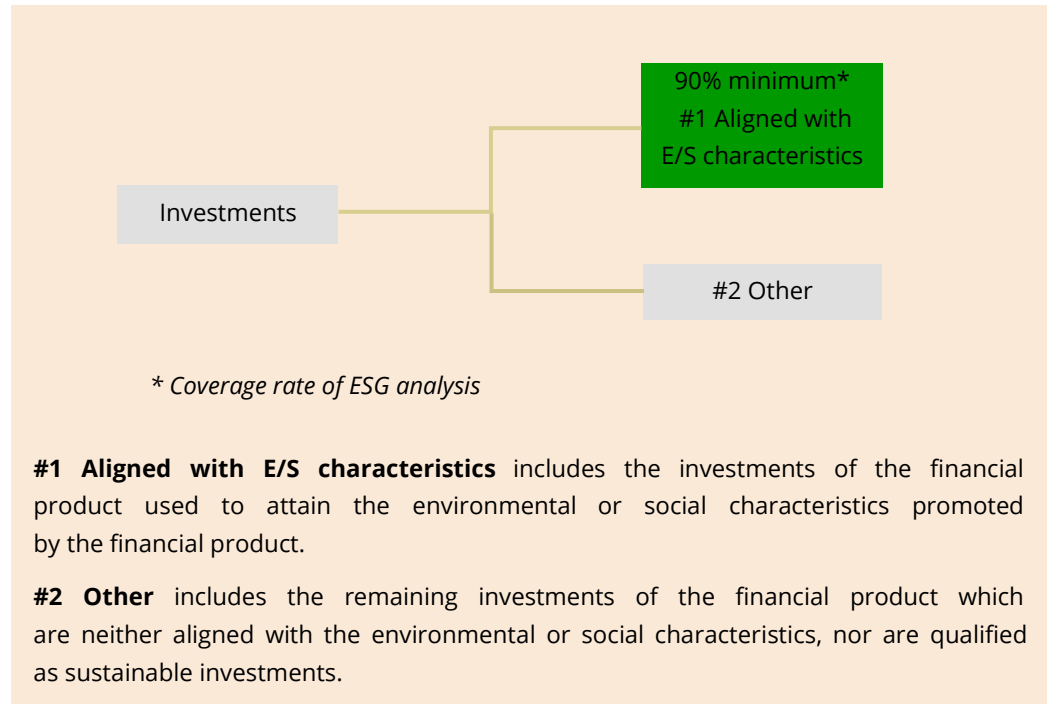 90% minimum*
#1 Aligned with
E/S characteristics
Investments
#2 Other
* Coverage rate of ESG analysis
#1 Aligned with E/S characteristics includes the investments of the financial
product used to attain the environmental or social characteristics promoted
by the financial product.
#2 Other includes the remaining investments of the financial product which
are neither aligned with the environmental or social characteristics, nor are qualified
as sustainable investments.